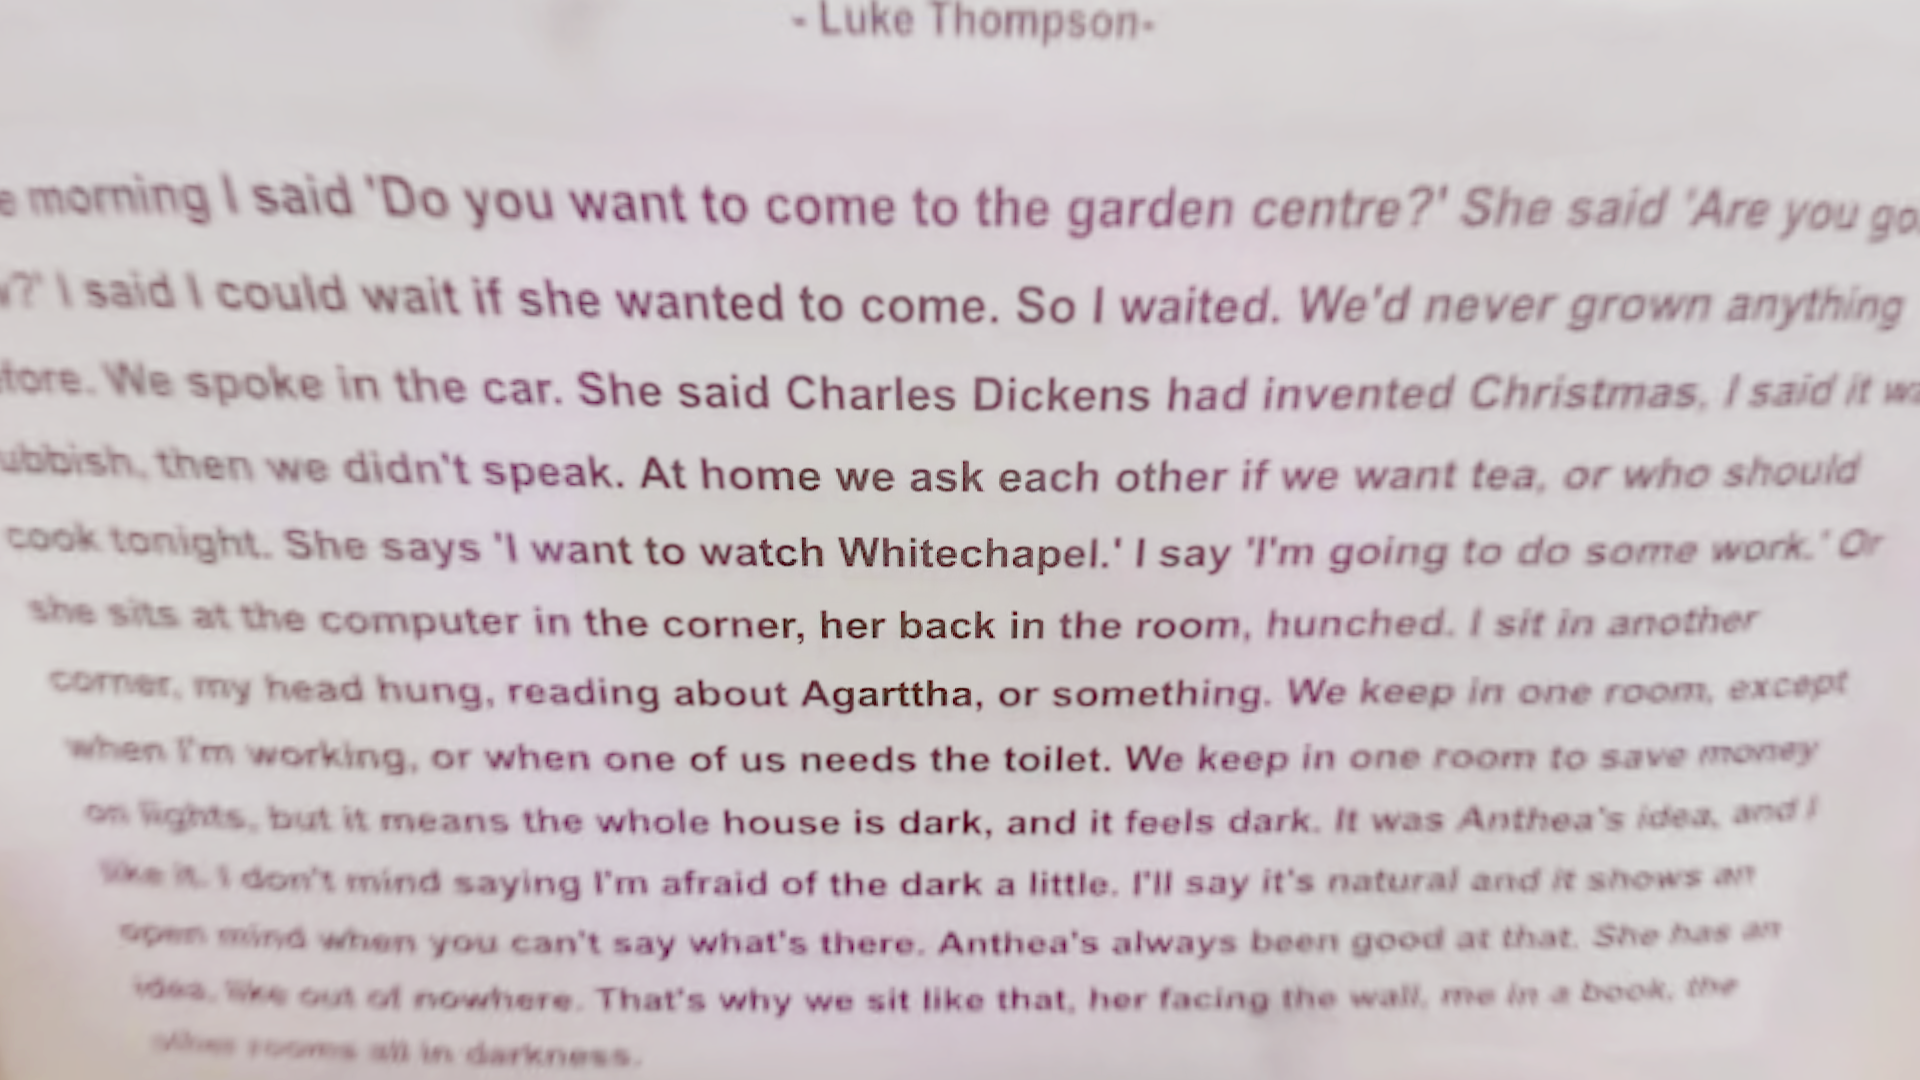 - Luke Thompson-
morning I said 'Do you want to come to the garden centre?' She said 'Are you
I said I could wait if she wanted to come. So I waited. We'd never grown anything
We spoke in the car. She said Charles Dickens had invented Christmas, I said it
then we didn't speak. At home we ask each other if we want tea, or who should
cook tonight. She says 'I want to watch Whitechapel.' I say 'I'm going to do some work.' Or
she sits at the computer in the corner, her back in the room, hunched. I sit in another
corner, my head hung, reading about Agarttha, or something. We keep in one room, except
when I'm working, or when one of us needs the toilet. We keep in one room to save money
on lights, but it means the whole house is dark, and it feels dark. It was Anthea's idea, and I
like it. I don't mind saying I'm afraid of the dark a little. I'll say it's natural and it shows an
open mind when you can't say what's there. Anthea's always been good at that. She has an
idea, like out of nowhere. That's why we sit like that, her facing the wall, me in a book, the
other rooms all in darkness.